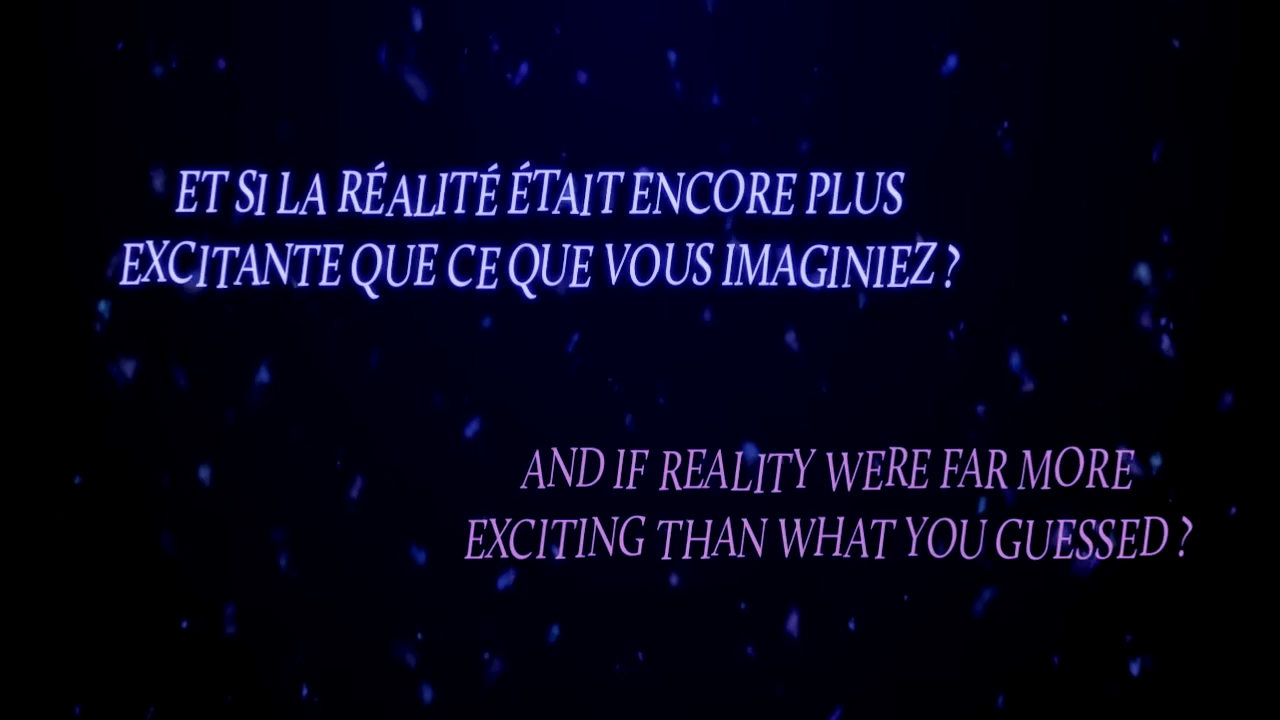 ET SI LA RÉALITÉ ÉTAIT ENCORE PLUS
EXCITANTE QUE CE QUE VOUS IMAGINIEZ ?
AND IF REALITY WERE FAR MORE
EXCITING THAN WHAT YOU GUESSED ?